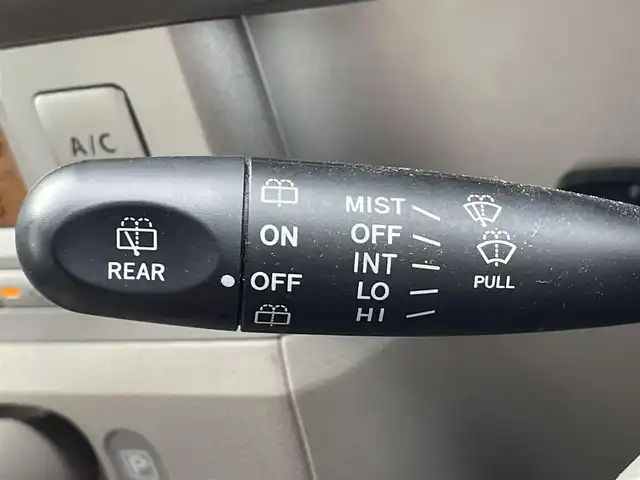 A/C
REAR
ON
OFF
MIST
OFF
INT
LO
HI
PULL
P